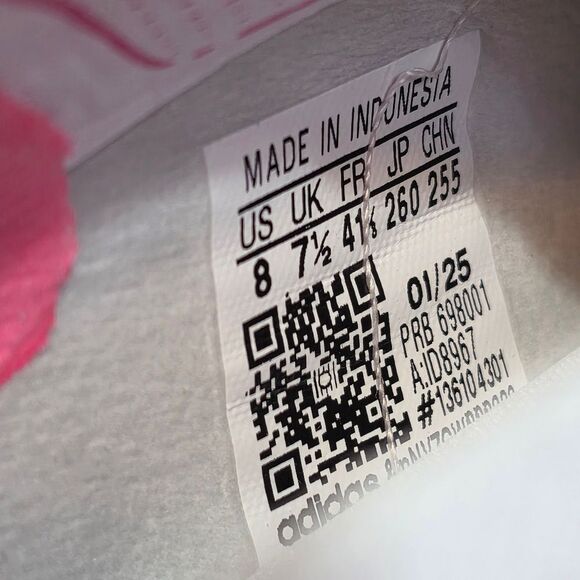 MADE IN INDONESIA
US UK FR JP CHN
8 7½ 41⅓ 260 255
01/25
PRB 698001
A:ID8967
#136104301
adidas